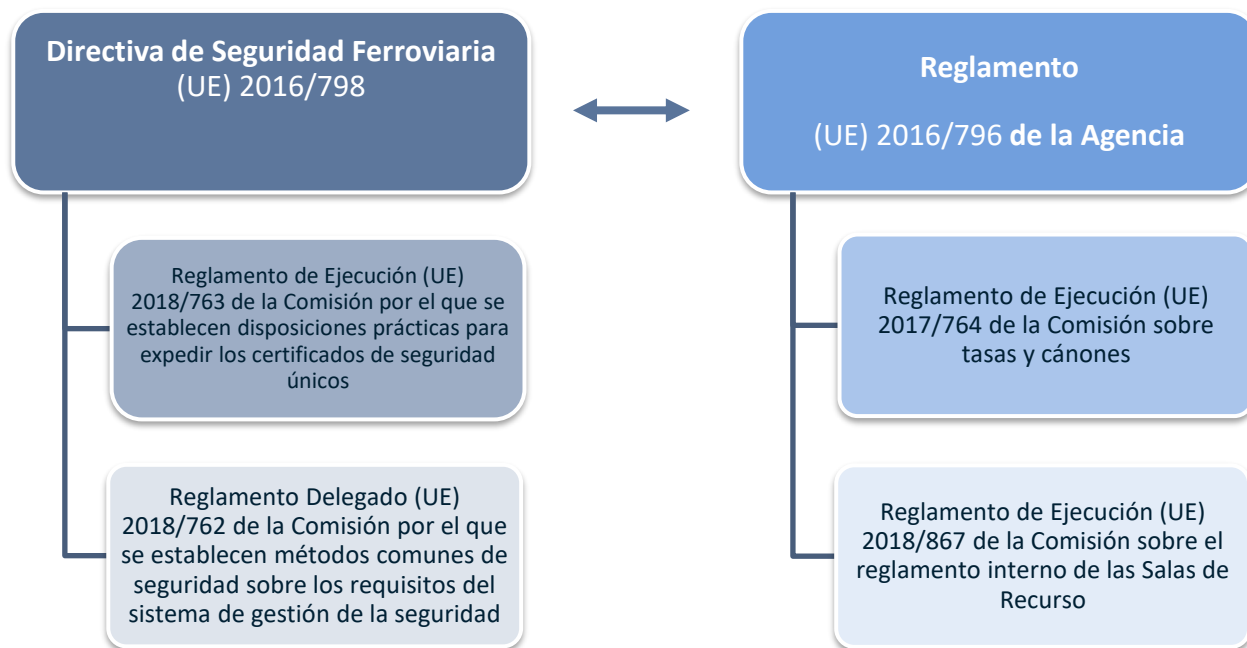 Directiva de Seguridad Ferroviaria
(UE) 2016/798
Reglamento de Ejecución (UE)
2018/763 de la Comisión por el que se
establecen disposiciones prácticas para
expedir los certificados de seguridad
únicos
Reglamento Delegado (UE)
2018/762 de la Comisión por el que
se establecen métodos comunes de
seguridad sobre los requisitos del
sistema de gestión de la seguridad
Reglamento
(UE) 2016/796 de la Agencia
Reglamento de Ejecución (UE)
2017/764 de la Comisión sobre
tasas y cánones
Reglamento de Ejecución (UE)
2018/867 de la Comisión sobre el
reglamento interno de las Salas de
Recurso